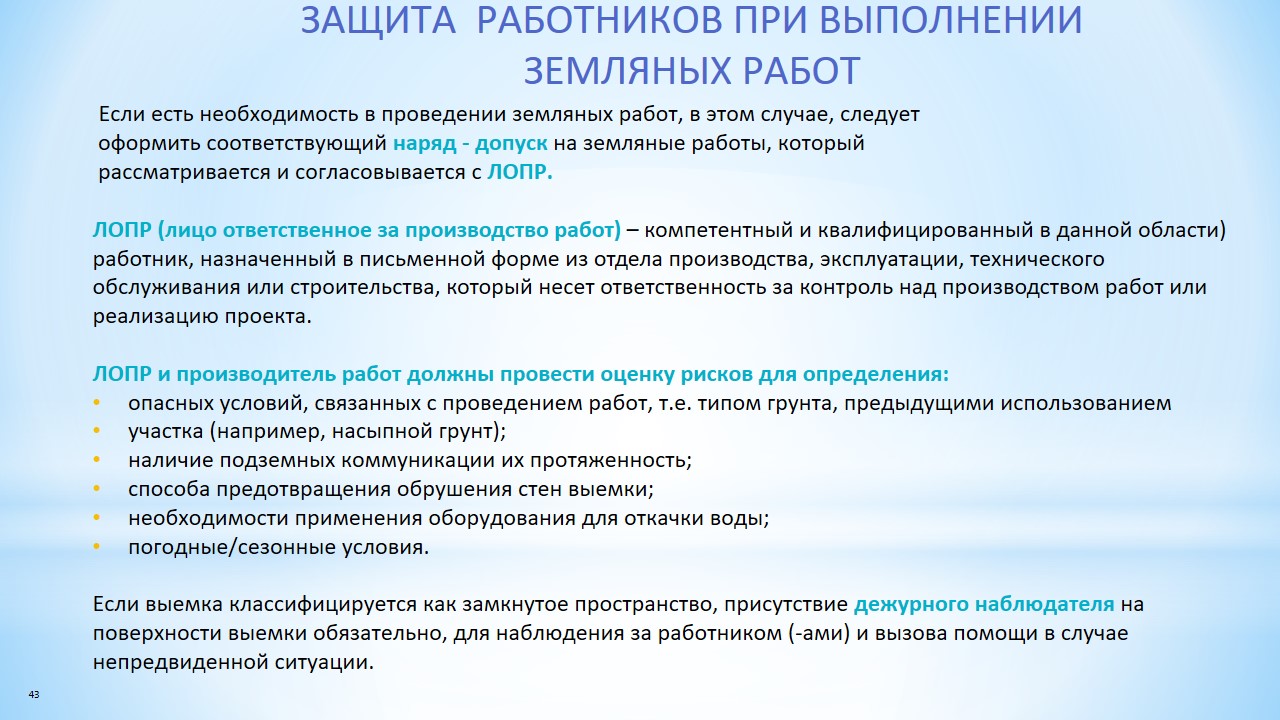 ЗАЩИТА  РАБОТНИКОВ ПРИ ВЫПОЛНЕНИИ
ЗЕМЛЯНЫХ РАБОТ
Если есть необходимость в проведении земляных работ, в этом случае, следует
оформить соответствующий наряд - допуск на земляные работы, который
рассматривается и согласовывается с ЛОПР.
ЛОПР (лицо ответственное за производство работ) – компетентный и квалифицированный в данной области)
работник, назначенный в письменной форме из отдела производства, эксплуатации, технического
обслуживания или строительства, который несет ответственность за контроль над производством работ или
реализацию проекта.
ЛОПР и производитель работ должны провести оценку рисков для определения:
• опасных условий, связанных с проведением работ, т.е. типом грунта, предыдущими использованием
• участка (например, насыпной грунт);
• наличие подземных коммуникации их протяженность;
• способа предотвращения обрушения стен выемки;
• необходимости применения оборудования для откачки воды;
• погодные/сезонные условия.
Если выемка классифицируется как замкнутое пространство, присутствие дежурного наблюдателя на
поверхности выемки обязательно, для наблюдения за работником (-ами) и вызова помощи в случае
непредвиденной ситуации.
43